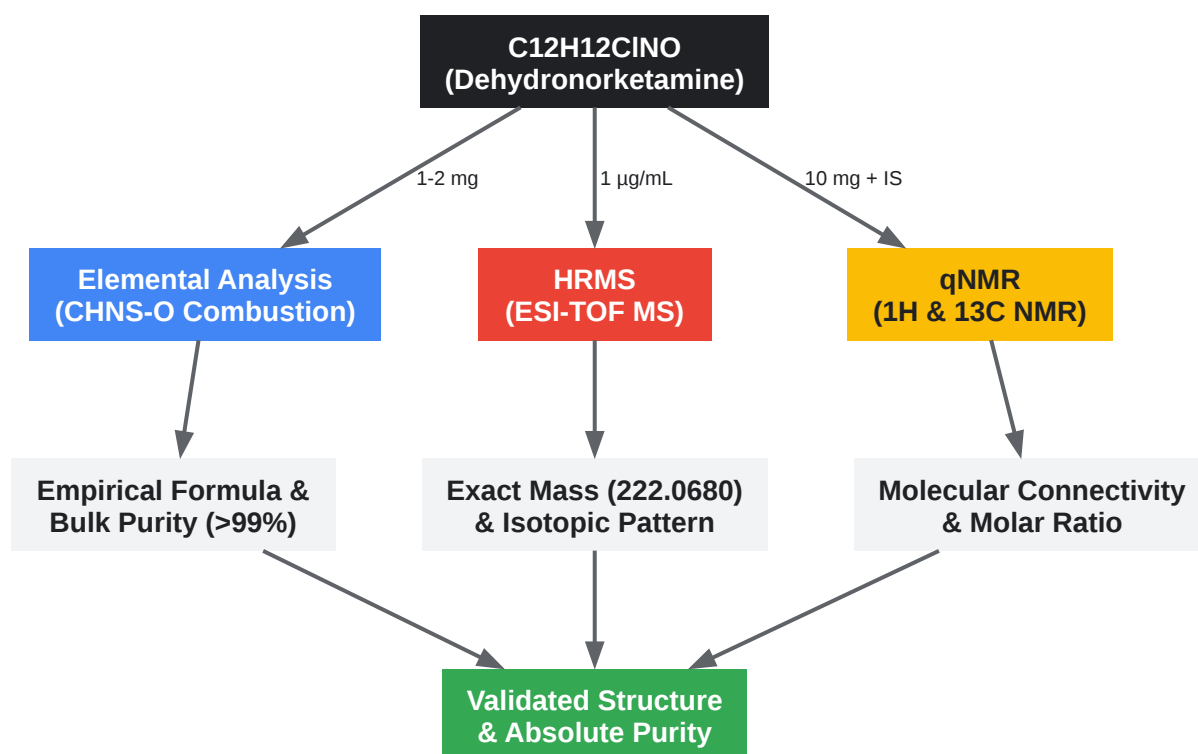 C12H12ClNO
(Dehydronorketamine)
1-2 mg
1 µg/mL
10 mg + IS
Elemental Analysis
(CHNS-O Combustion)
HRMS
(ESI-TOF MS)
qNMR
(1H & 13C NMR)
Empirical Formula &
Bulk Purity (>99%)
Exact Mass (222.0680)
& Isotopic Pattern
Molecular Connectivity
& Molar Ratio
Validated Structure
& Absolute Purity